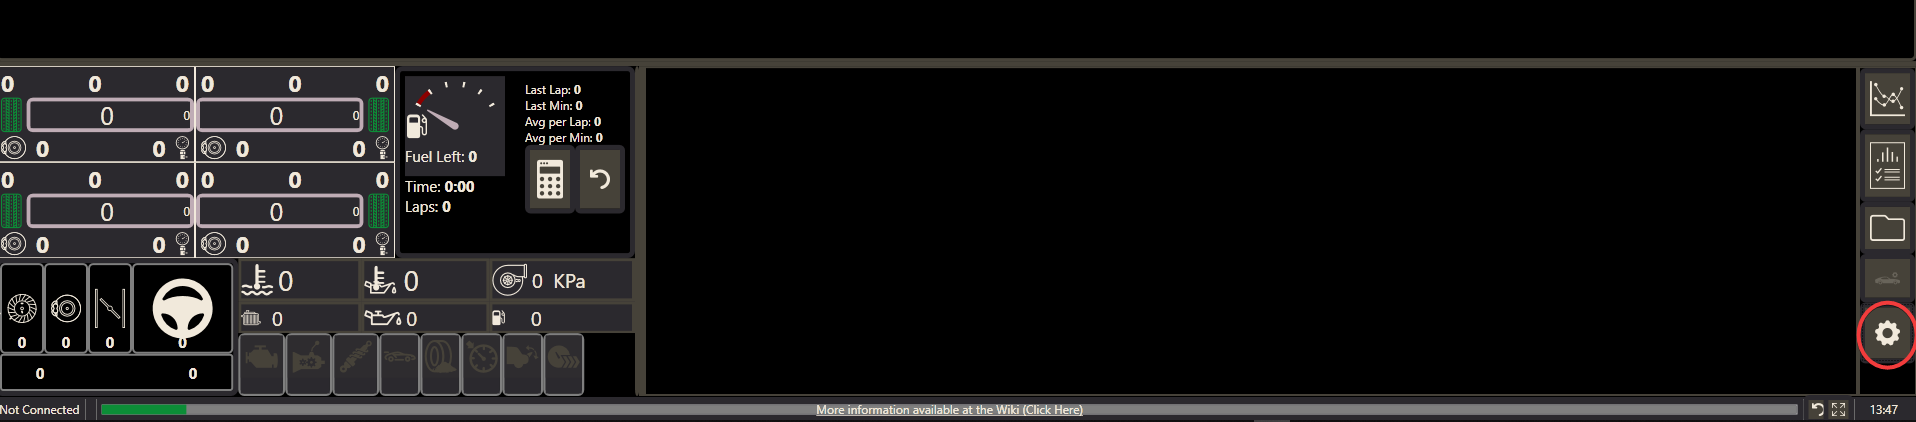 0 0 0 0 0 0
0 0 0 0
0 0 0 0
0 0 0 0 0 0
0 0 0 0
0 0 0 0
Fuel Left: 0
Time: 0:00
Laps: 0
Last Lap: 0
Last Min: 0
Avg per Lap: 0
Avg per Min: 0
0 0 0 0
0 0
0 0 0 KPa
0 0 0
Not Connected
More information available at the Wiki (Click Here)
13:47